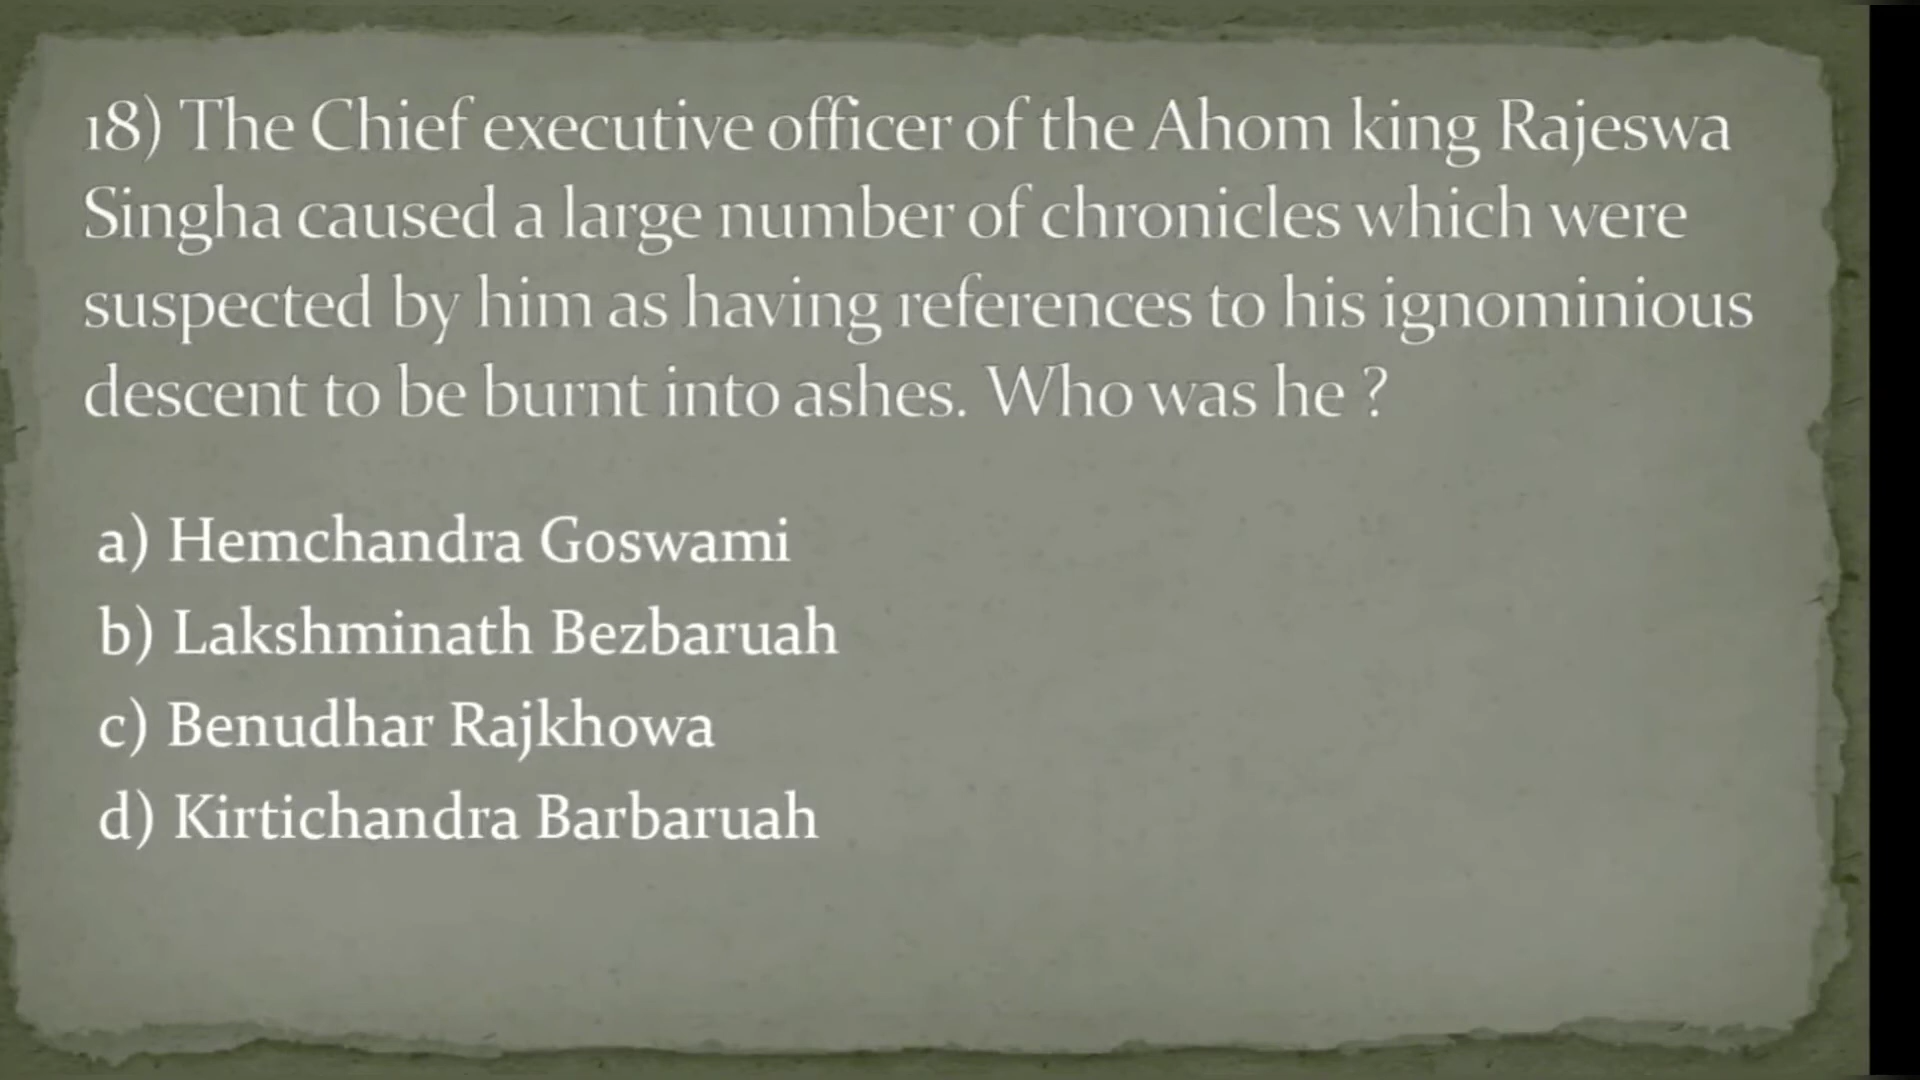 18) The Chief executive officer of the Ahom king Rajeswa
Singha caused a large number of chronicles which were
suspected by him as having references to his ignominious
descent to be burnt into ashes. Who was he ?
a) Hemchandra Goswami
b) Lakshminath Bezbaruah
c) Benudhar Rajkhowa
d) Kirtichandra Barbaruah